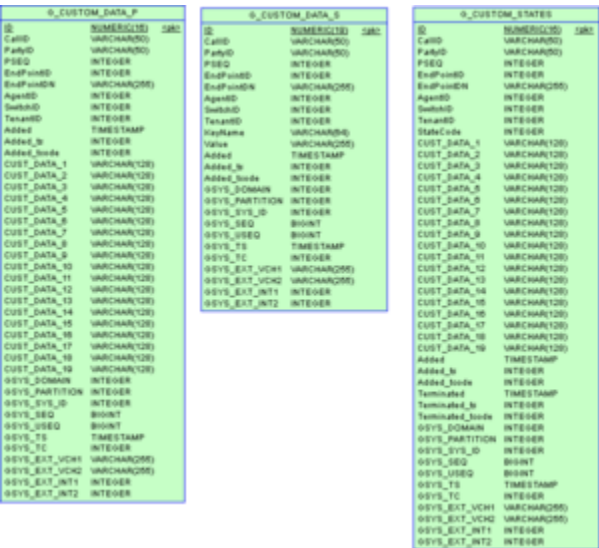 G_CUSTOM_DATA_P
ID NUMERIC(16) <pk>
CallID VARCHAR(50)
PartyID VARCHAR(50)
PSEQ INTEGER
EndPointID INTEGER
EndPointDN VARCHAR(255)
AgentID INTEGER
SwitchID INTEGER
TenantID INTEGER
Added TIMESTAMP
Added_ts INTEGER
Added_tcode INTEGER
CUST_DATA_1 VARCHAR(128)
CUST_DATA_2 VARCHAR(128)
CUST_DATA_3 VARCHAR(128)
CUST_DATA_4 VARCHAR(128)
CUST_DATA_5 VARCHAR(128)
CUST_DATA_6 VARCHAR(128)
CUST_DATA_7 VARCHAR(128)
CUST_DATA_8 VARCHAR(128)
CUST_DATA_9 VARCHAR(128)
CUST_DATA_10 VARCHAR(128)
CUST_DATA_11 VARCHAR(128)
CUST_DATA_12 VARCHAR(128)
CUST_DATA_13 VARCHAR(128)
CUST_DATA_14 VARCHAR(128)
CUST_DATA_15 VARCHAR(128)
CUST_DATA_16 VARCHAR(128)
CUST_DATA_17 VARCHAR(128)
CUST_DATA_18 VARCHAR(128)
CUST_DATA_19 VARCHAR(128)
GSYS_DOMAIN INTEGER
GSYS_PARTITION INTEGER
GSYS_SYS_ID INTEGER
GSYS_SEQ BIGINT
GSYS_USEQ BIGINT
GSYS_TS TIMESTAMP
GSYS_TC INTEGER
GSYS_EXT_VCH1 VARCHAR(255)
GSYS_EXT_VCH2 VARCHAR(255)
GSYS_EXT_INT1 INTEGER
GSYS_EXT_INT2 INTEGER
G_CUSTOM_DATA_S
ID NUMERIC(16) <pk>
CallID VARCHAR(50)
PartyID VARCHAR(50)
PSEQ INTEGER
EndPointID INTEGER
EndPointDN VARCHAR(255)
AgentID INTEGER
SwitchID INTEGER
TenantID INTEGER
KeyName VARCHAR(64)
Value VARCHAR(255)
Added TIMESTAMP
Added_ts INTEGER
Added_tcode INTEGER
GSYS_DOMAIN INTEGER
GSYS_PARTITION INTEGER
GSYS_SYS_ID INTEGER
GSYS_SEQ BIGINT
GSYS_USEQ BIGINT
GSYS_TS TIMESTAMP
GSYS_TC INTEGER
GSYS_EXT_VCH1 VARCHAR(255)
GSYS_EXT_VCH2 VARCHAR(255)
GSYS_EXT_INT1 INTEGER
GSYS_EXT_INT2 INTEGER
G_CUSTOM_STATES
ID NUMERIC(16) <pk>
CallID VARCHAR(50)
PartyID VARCHAR(50)
PSEQ INTEGER
EndPointID INTEGER
EndPointDN VARCHAR(255)
AgentID INTEGER
SwitchID INTEGER
TenantID INTEGER
StateCode INTEGER
CUST_DATA_1 VARCHAR(128)
CUST_DATA_2 VARCHAR(128)
CUST_DATA_3 VARCHAR(128)
CUST_DATA_4 VARCHAR(128)
CUST_DATA_5 VARCHAR(128)
CUST_DATA_6 VARCHAR(128)
CUST_DATA_7 VARCHAR(128)
CUST_DATA_8 VARCHAR(128)
CUST_DATA_9 VARCHAR(128)
CUST_DATA_10 VARCHAR(128)
CUST_DATA_11 VARCHAR(128)
CUST_DATA_12 VARCHAR(128)
CUST_DATA_13 VARCHAR(128)
CUST_DATA_14 VARCHAR(128)
CUST_DATA_15 VARCHAR(128)
CUST_DATA_16 VARCHAR(128)
CUST_DATA_17 VARCHAR(128)
CUST_DATA_18 VARCHAR(128)
CUST_DATA_19 VARCHAR(128)
Added TIMESTAMP
Added_ts INTEGER
Added_tcode INTEGER
Terminated TIMESTAMP
Terminated_ts INTEGER
Terminated_tcode INTEGER
GSYS_DOMAIN INTEGER
GSYS_PARTITION INTEGER
GSYS_SYS_ID INTEGER
GSYS_SEQ BIGINT
GSYS_USEQ BIGINT
GSYS_TS TIMESTAMP
GSYS_TC INTEGER
GSYS_EXT_VCH1 VARCHAR(255)
GSYS_EXT_VCH2 VARCHAR(255)
GSYS_EXT_INT1 INTEGER
GSYS_EXT_INT2 INTEGER